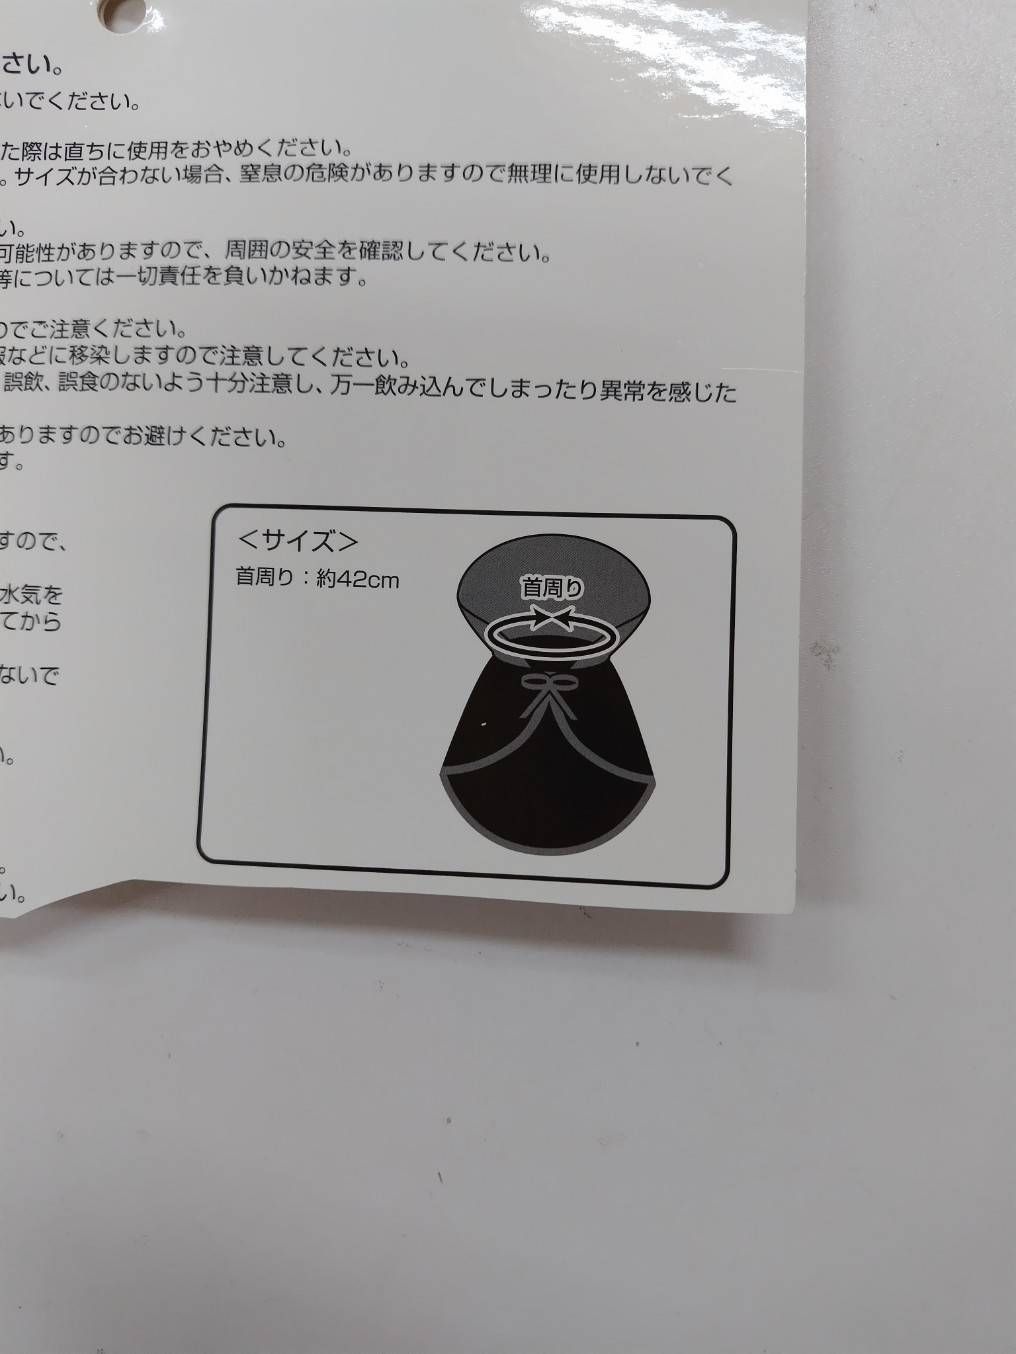 さい。
いでください。
た際は直ちに使用をおやめください。
。サイズが合わない場合、窒息の危険がありますので無理に使用しないでく
い。
可能性がありますので、周囲の安全を確認してください。
等については一切責任を負いかねます。
のでご注意ください。
などに移染しますので注意してください。
誤飲、誤食のないよう十分注意し、万一飲み込んでしまったり異常を感じた
ありますのでお避けください。
す。
すので、
水気を
てから
ないで
い。
。
い。
＜サイズ＞
首周り：約42cm
首周り